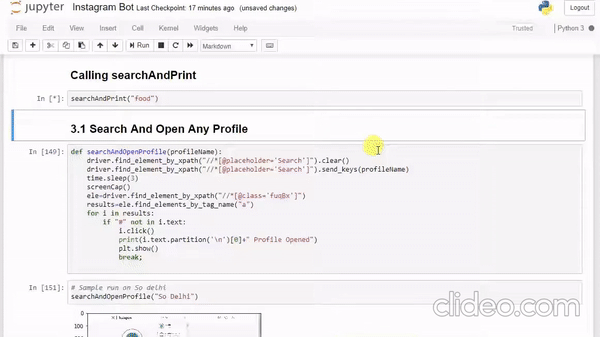 jupyter Instagram Bot Last Checkpoint: 17 minutes ago (unsaved changes) Logout
File Edit View Insert Cell Kernel Widgets Help Trusted Python 3
Run Markdown
Calling searchAndPrint
In [*]: searchAndPrint("food")
3.1 Search And Open Any Profile
In [149]: def searchAndOpenProfile(profileName):
driver.find_element_by_xpath("//*[@placeholder='Search']").clear()
driver.find_element_by_xpath("//*[@placeholder='Search']").send_keys(profileName)
time.sleep(3)
screenCap()
ele=driver.find_element_by_xpath("//*[@class='fuqBx']")
results=ele.find_elements_by_tag_name("a")
for i in results:
if "#" not in i.text:
i.click()
print(i.text.partition('\n')[0]+" Profile Opened")
plt.show()
break;
In [151]: # Sample run on So delhi
searchAndOpenProfile("So Delhi")
0
100
clideo.com